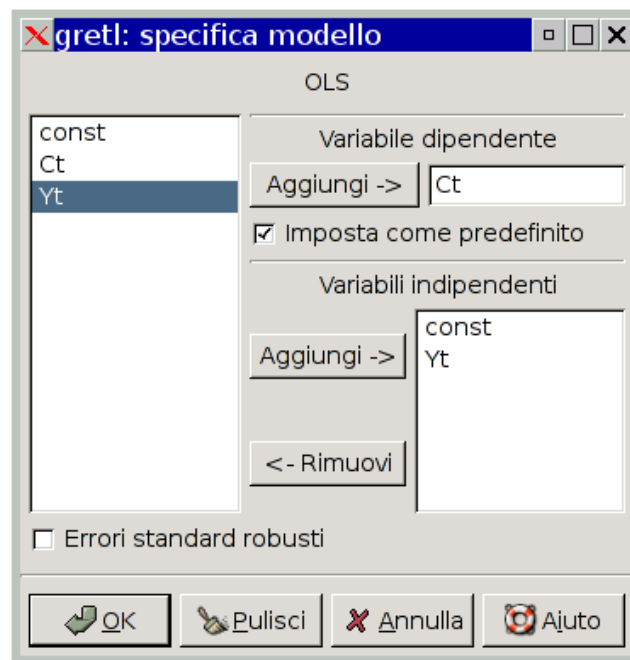 gretl: specifica modello
OLS
const
Ct
Yt
Variabile dipendente
Aggiungi ->
Ct
Imposta come predefinito
Variabili indipendenti
Aggiungi ->
const
Yt
<- Rimuovi
Errori standard robusti
OK
Pulisci
Annulla
Aiuto